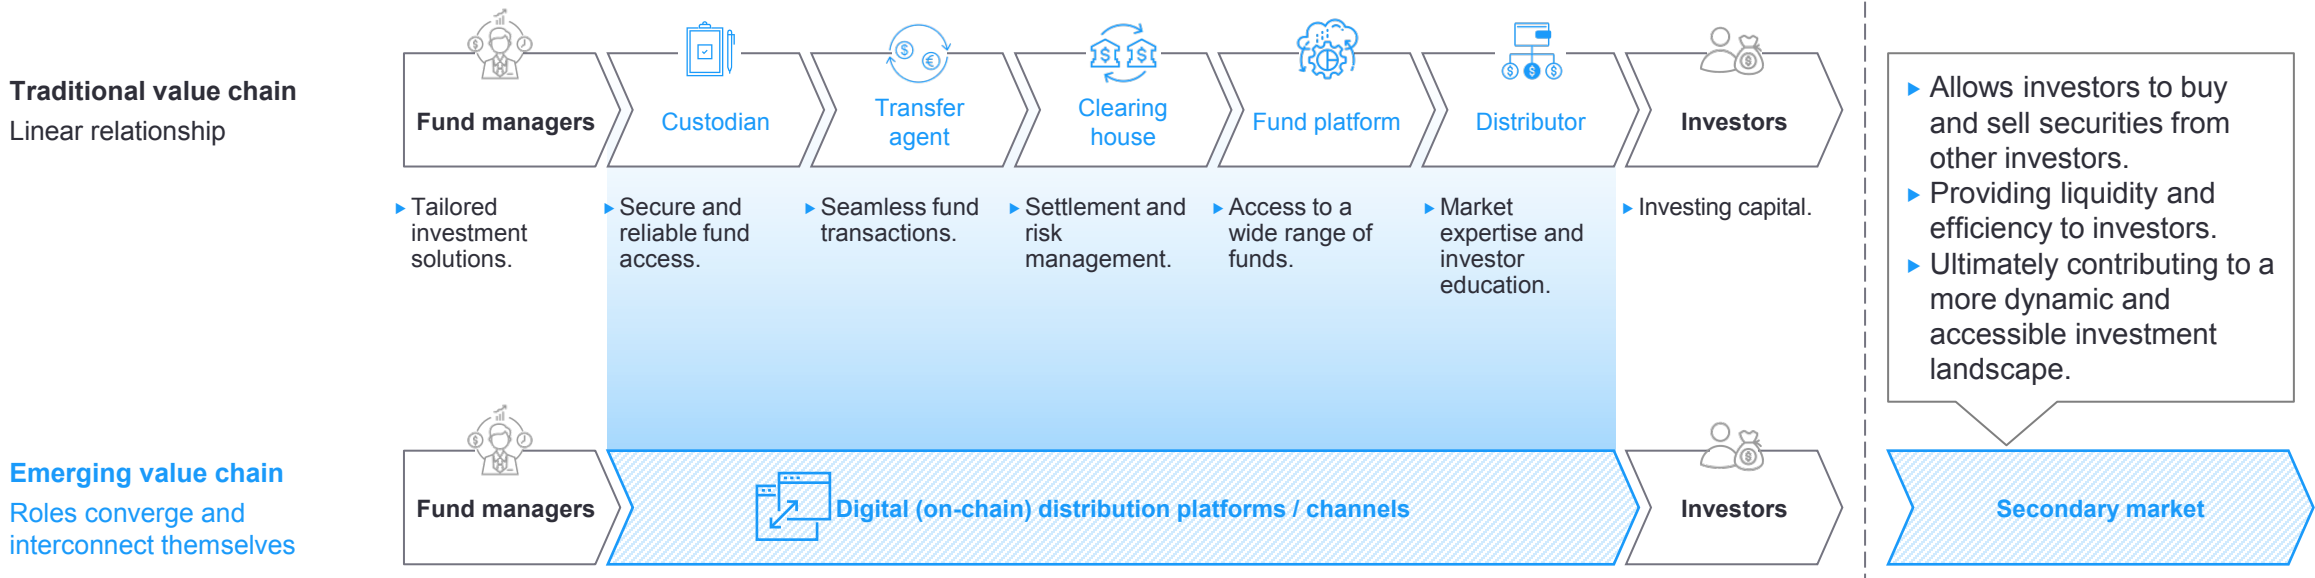 Traditional value chain
Linear relationship
Fund managers
Custodian
Transfer
agent
Clearing
house
Fund platform
Distributor
Investors
▸ Tailored
investment
solutions.
▸ Secure and
reliable fund
access.
▸ Seamless fund
transactions.
▸ Settlement and
risk
management.
▸ Access to a
wide range of
funds.
▸ Market
expertise and
investor
education.
▸ Investing capital.
▸ Allows investors to buy
and sell securities from
other investors.
▸ Providing liquidity and
efficiency to investors.
▸ Ultimately contributing to a
more dynamic and
accessible investment
landscape.
Emerging value chain
Roles converge and
interconnect themselves
Fund managers
Digital (on-chain) distribution platforms / channels
Investors
Secondary market